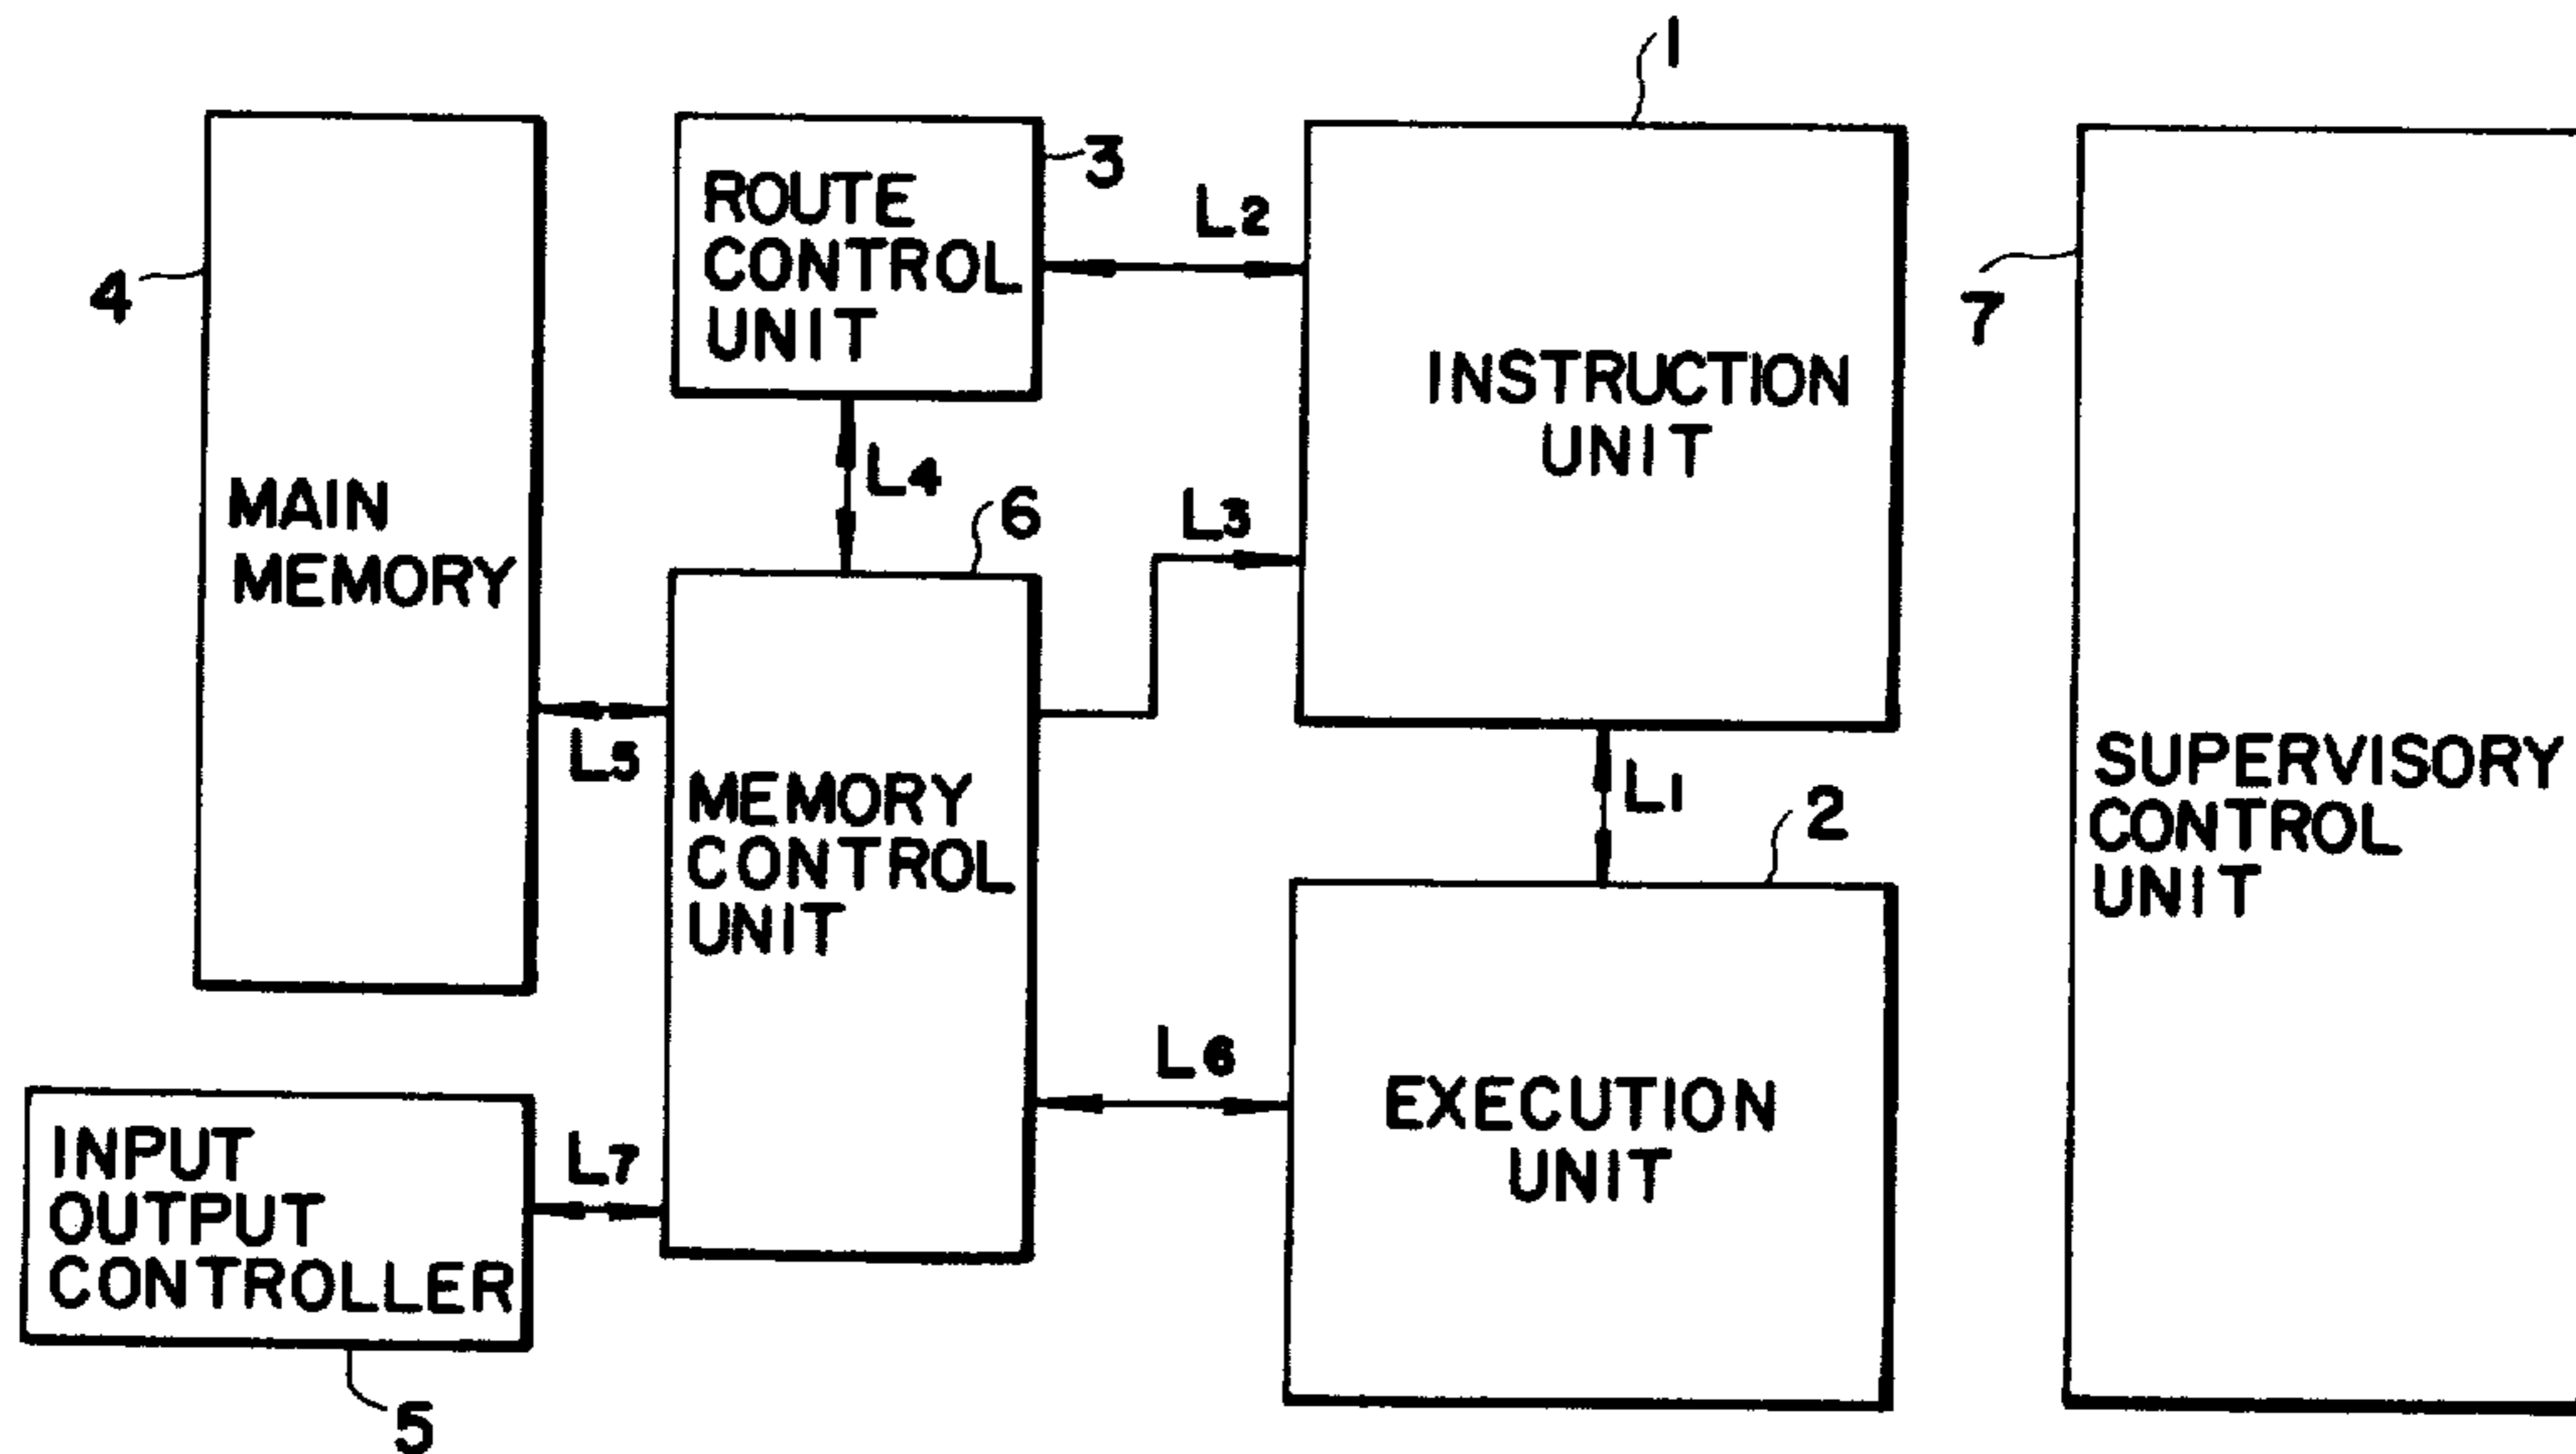 1
3
ROUTE
CONTROL
UNIT
L2
4
7
INSTRUCTION
UNIT
L4
6
L3
MAIN
MEMORY
L5
MEMORY
CONTROL
UNIT
L1
2
SUPERVISORY
CONTROL
UNIT
L6
EXECUTION
UNIT
L7
INPUT
OUTPUT
CONTROLLER
5